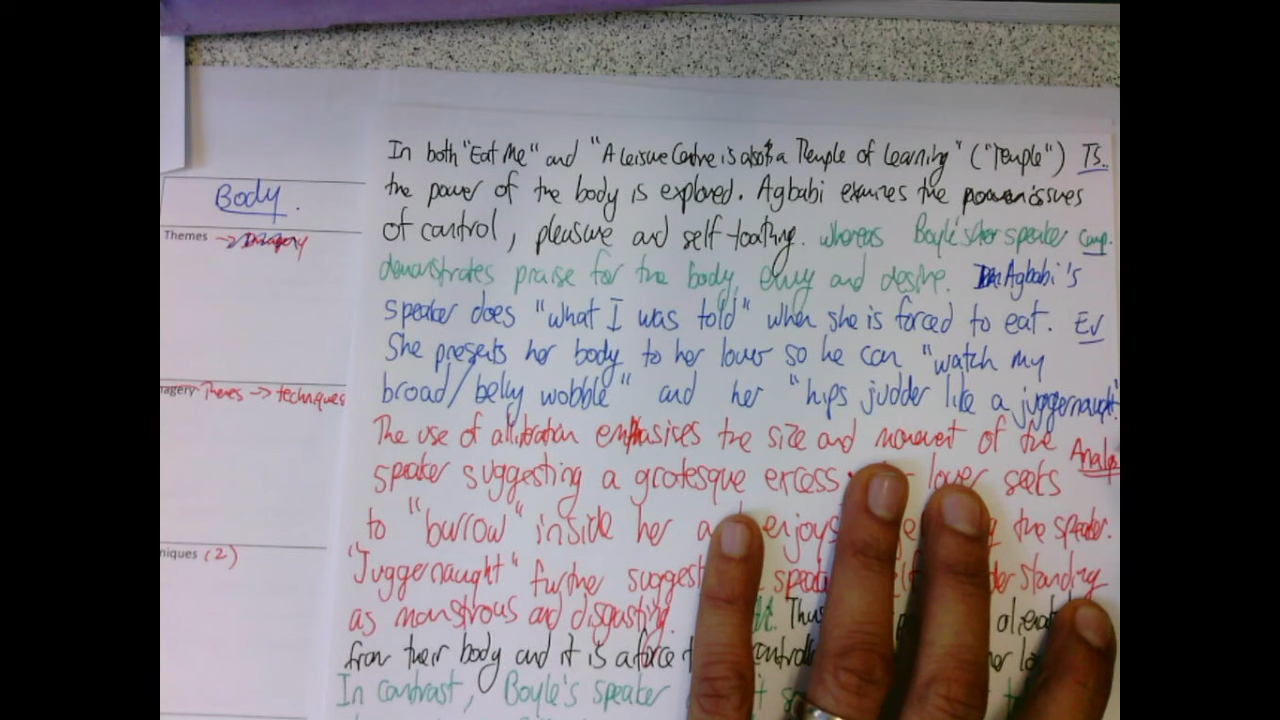 In both "Eat Me" and "A Leisure Centre is also a Temple of Learning" ("Temple") TS.
the power of the body is explored. Agbabi examines the power issues
of control, pleasure and self-loathing. whereas Boyle's speaker comp.
demonstrates praise for the body, envy and desire. Agbabi's
speaker does "what I was told" when she is forced to eat. EV
She presents her body to her lover so he can "watch my
broad/belly wobble" and her "hips judder like a juggernaught"
The use of alliteration emphasises the size and movement of the Analy
speaker suggesting a grotesque excess. lover seeks
to "burrow" inside her enjoys the speaker.
"Juggernaught" further suggest standing
as monstrous and disgusting. Thus
from their body and it is a force
In contrast, Boyle's speaker
Body.
Themes → Imagery
agery Themes → techniques
niques (2)